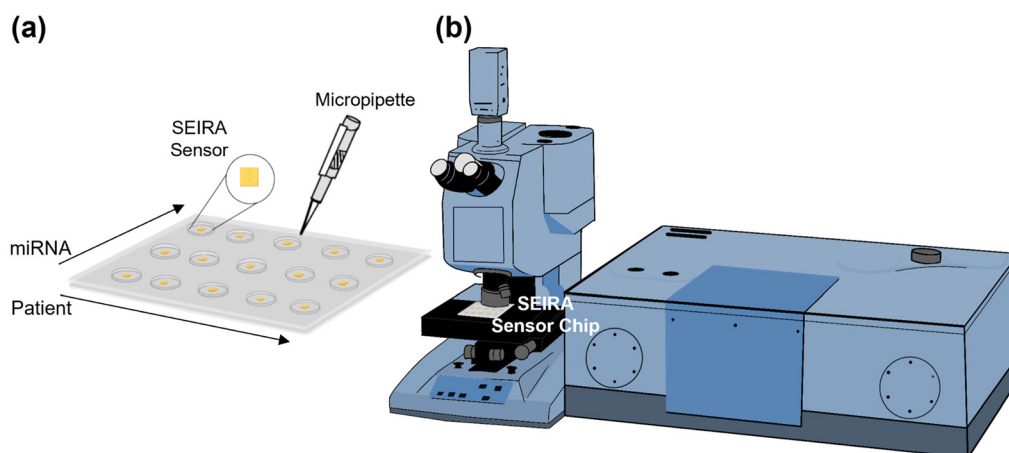 (a)
Micropipette
SEIRA
Sensor
miRNA
Patient
(b)
SEIRA
Sensor Chip